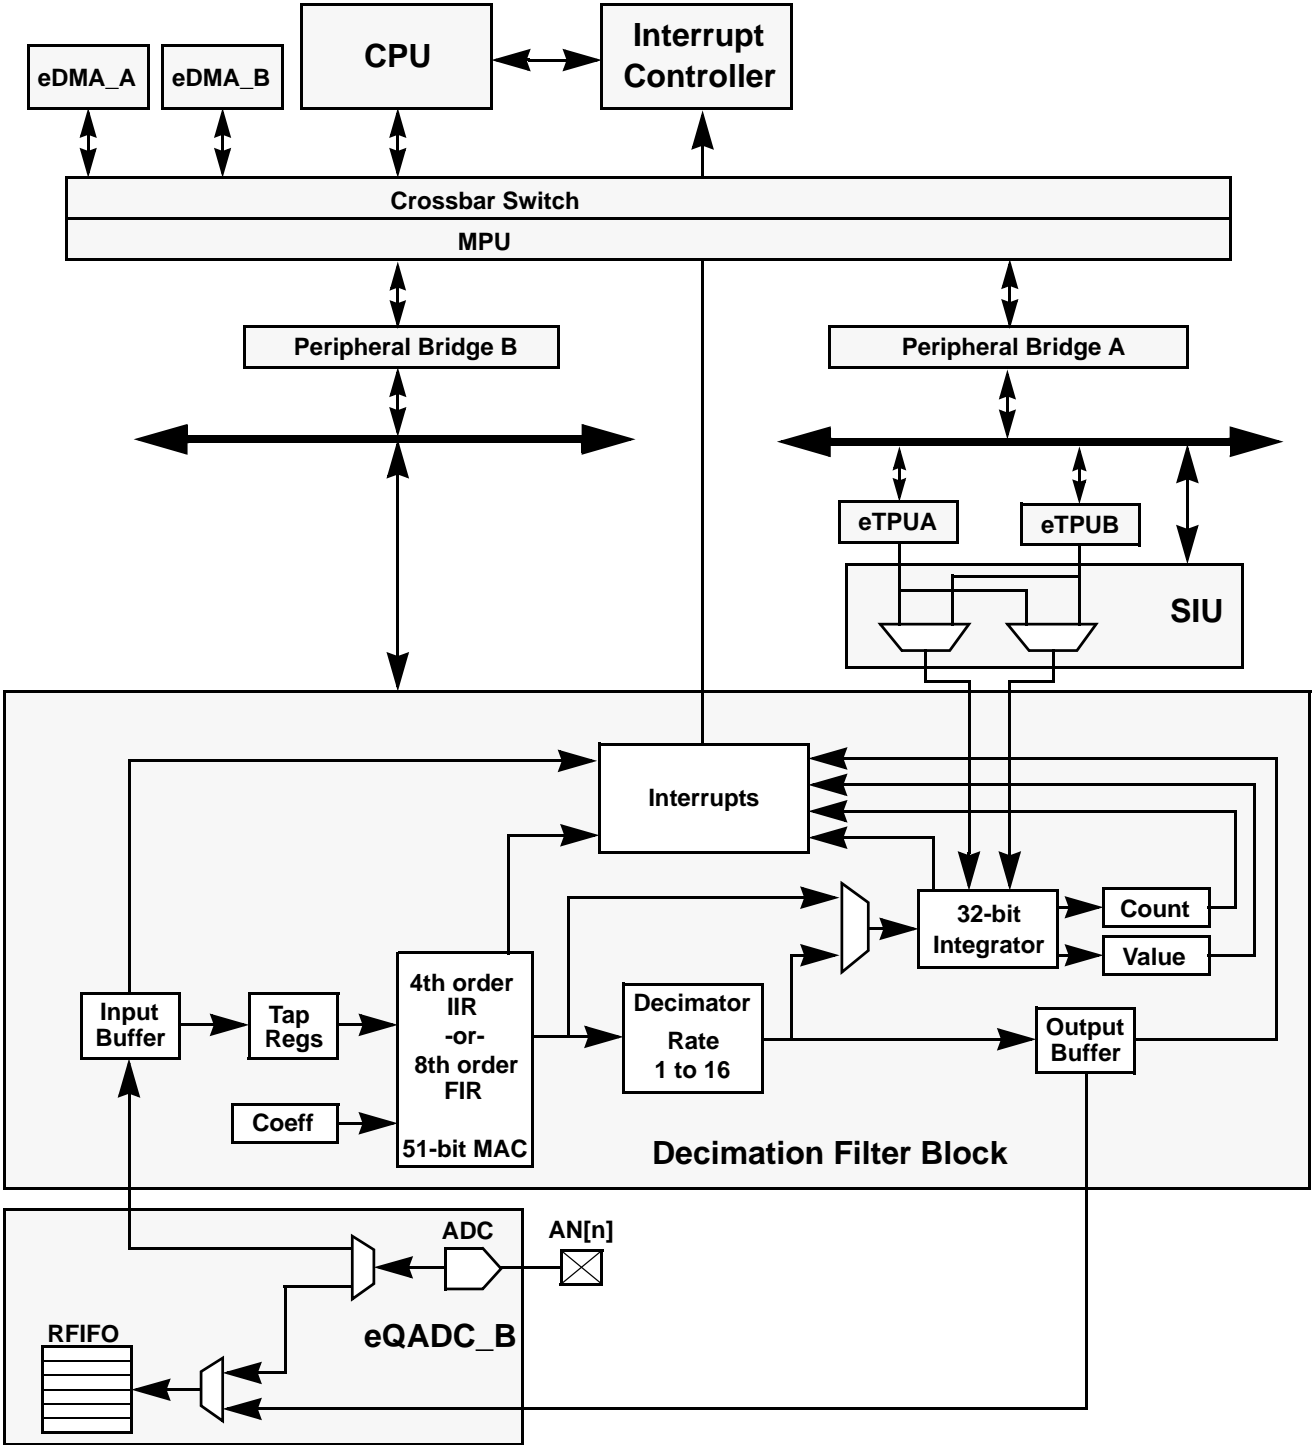 eDMA_A
eDMA_B
CPU
Interrupt
Controller
Crossbar Switch
MPU
Peripheral Bridge B
Peripheral Bridge A
eTPUA
eTPUB
SIU
Interrupts
32-bit
Integrator
Count
Value
Input
Buffer
Tap
Regs
4th order
IIR
-or-
8th order
FIR
51-bit MAC
Coeff
Decimator
Rate
1 to 16
Output
Buffer
Decimation Filter Block
ADC
AN[n]
eQADC_B
RFIFO